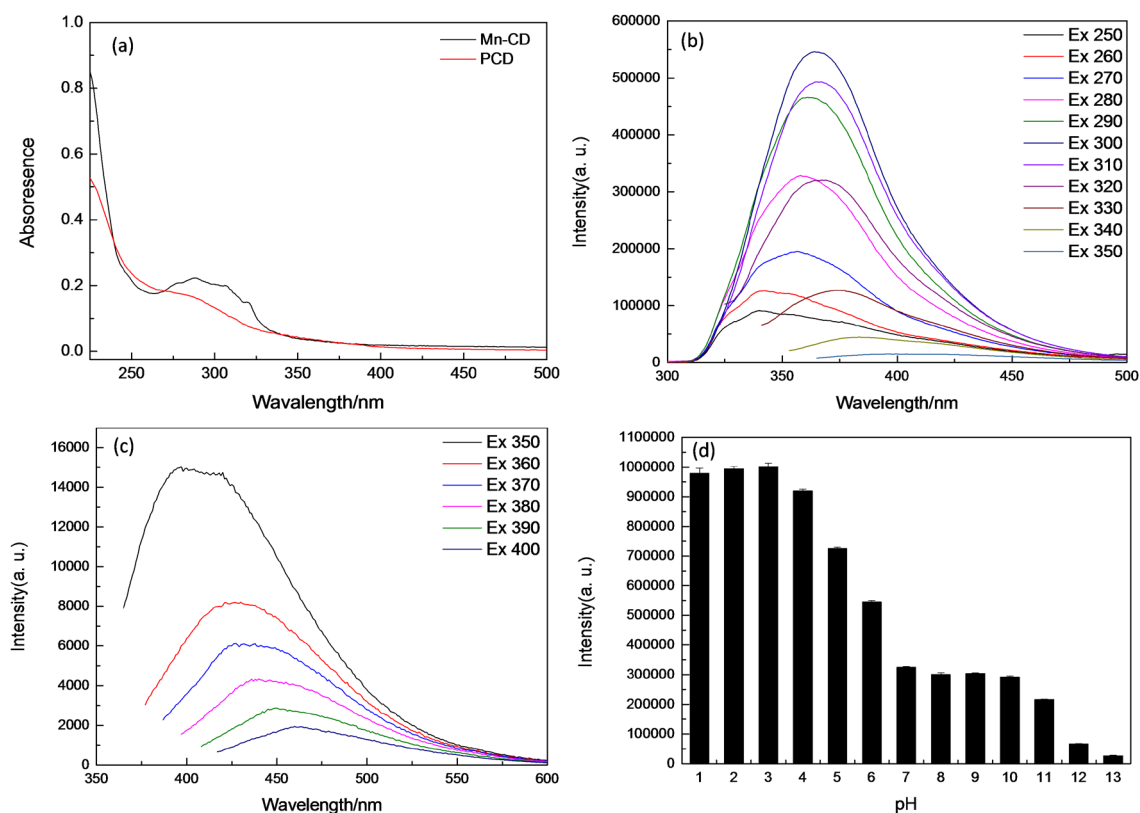 (a)
Mn-CD
PCD
1.0
0.8
0.6
0.4
0.2
0.0
Absoresence
250 300 350 400 450 500
Wavalength/nm
(b)
Ex 250
Ex 260
Ex 270
Ex 280
Ex 290
Ex 300
Ex 310
Ex 320
Ex 330
Ex 340
Ex 350
600000
500000
400000
300000
200000
100000
0
Intensity(a. u.)
300 350 400 450 500
Wavelength/nm
(c)
Ex 350
Ex 360
Ex 370
Ex 380
Ex 390
Ex 400
16000
14000
12000
10000
8000
6000
4000
2000
0
Intensity(a. u.)
350 400 450 500 550 600
Wavelength/nm
(d)
1100000
1000000
900000
800000
700000
600000
500000
400000
300000
200000
100000
0
Intensity(a. u.)
1 2 3 4 5 6 7 8 9 10 11 12 13
pH